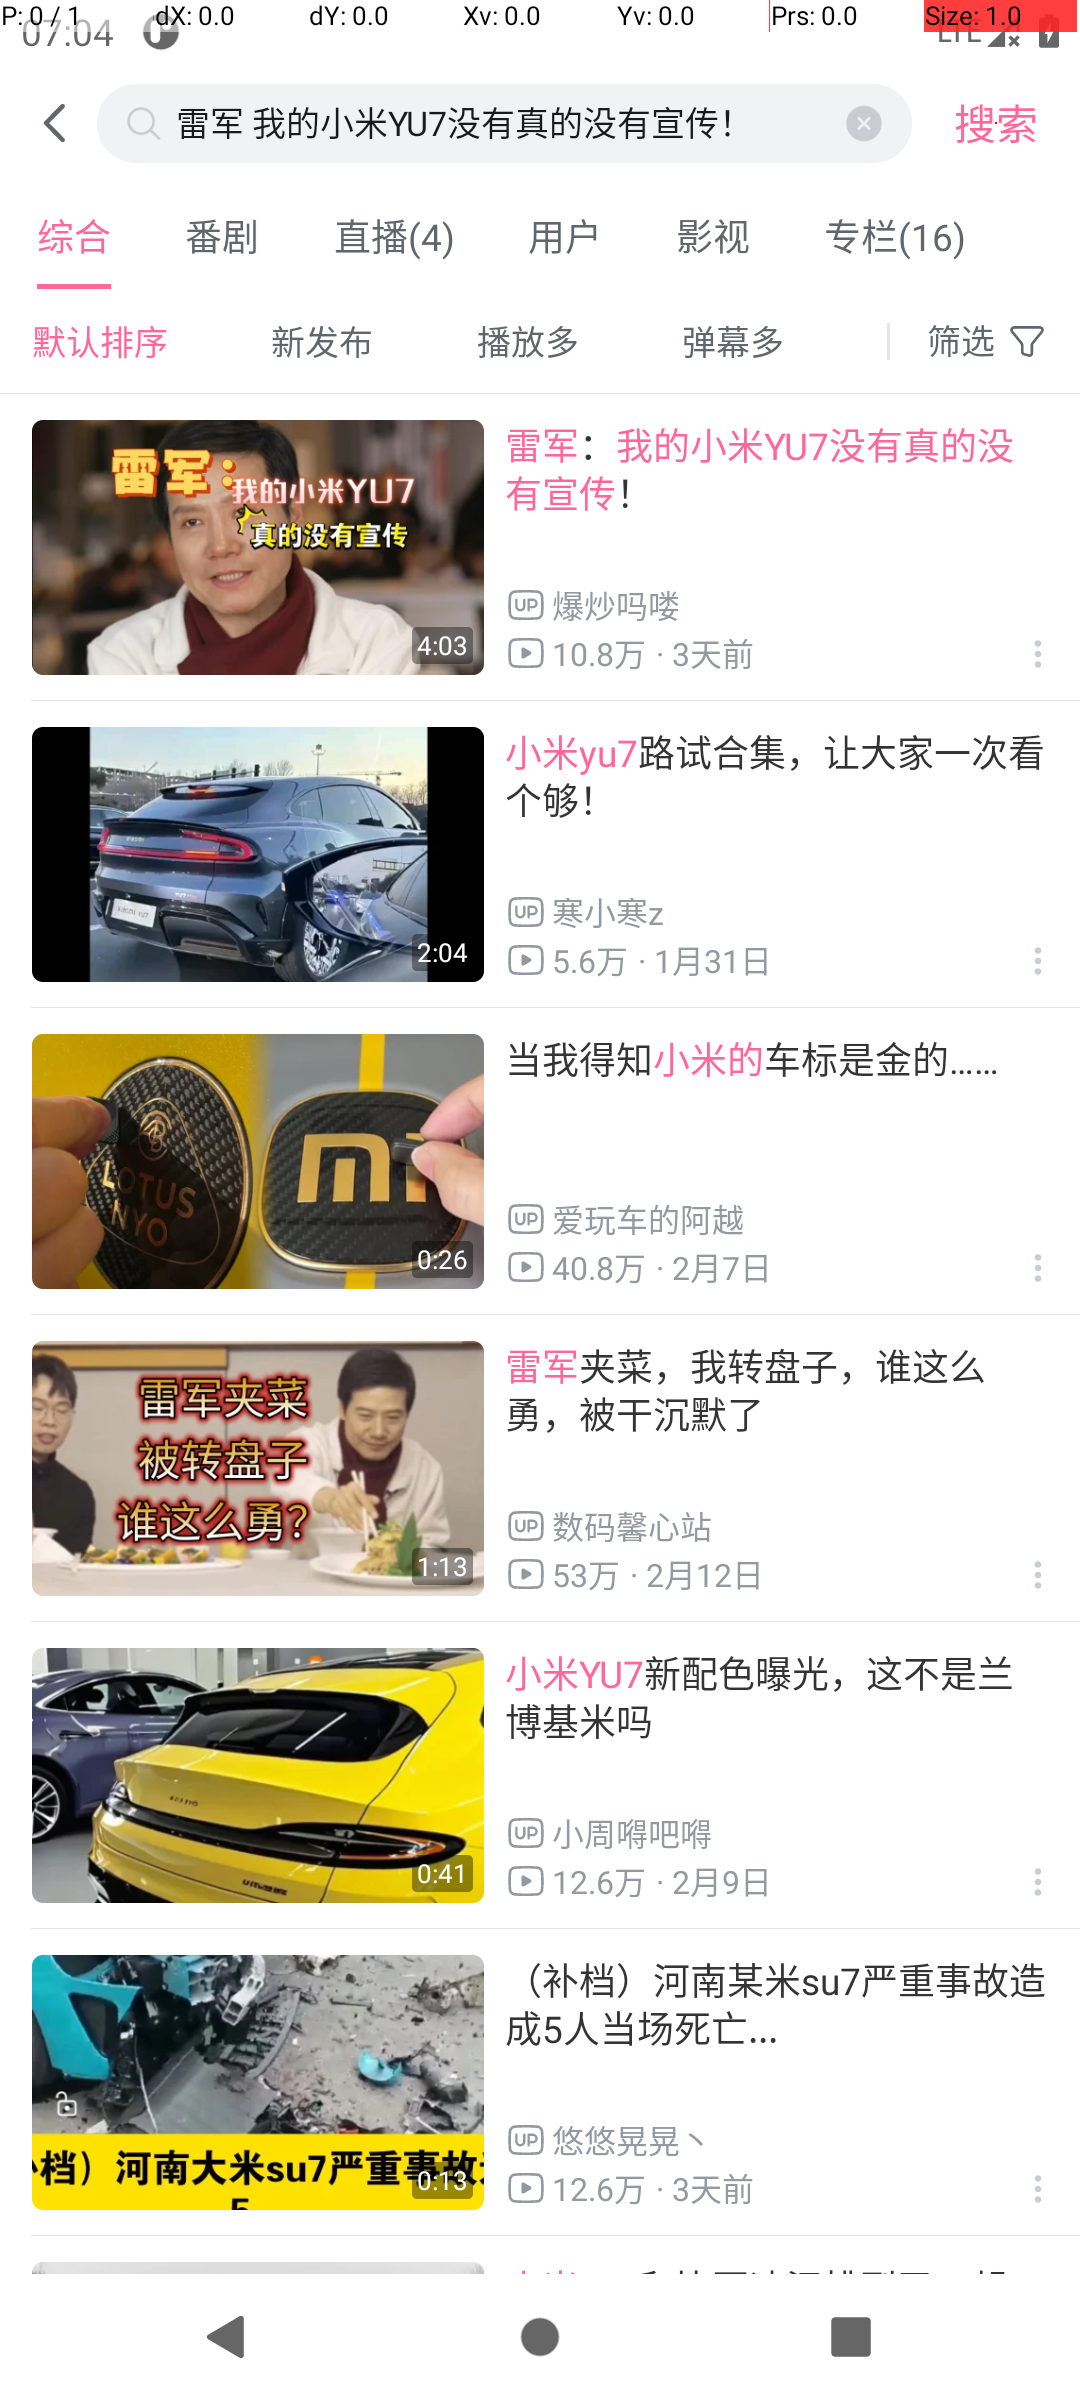 P: 0 / 1 dX: 0.0 dY: 0.0 Xv: 0.0 Yv: 0.0 Prs: 0.0 Size: 1.0
07:04 LTE
雷军 我的小米YU7没有真的没有宣传！ 搜索
综合 番剧 直播(4) 用户 影视 专栏(16)
默认排序 新发布 播放多 弹幕多 筛选
雷军：
我的小米YU7
真的没有宣传
4:03
雷军：我的小米YU7没有真的没
有宣传！
UP 爆炒吗喽
10.8万 · 3天前
2:04
小米yu7路试合集，让大家一次看
个够！
UP 寒小寒z
5.6万 · 1月31日
LOTUS
NYO
mi
0:26
当我得知小米的车标是金的......
UP 爱玩车的阿越
40.8万 · 2月7日
雷军夹菜
被转盘子
谁这么勇？
1:13
雷军夹菜，我转盘子，谁这么
勇，被干沉默了
UP 数码馨心站
53万 · 2月12日
0:41
小米YU7新配色曝光，这不是兰
博基米吗
UP 小周嘚吧嘚
12.6万 · 2月9日
档）河南大米su7严重事故
5
0:13
（补档）河南某米su7严重事故造
成5人当场死亡...
UP 悠悠晃晃丶
12.6万 · 3天前